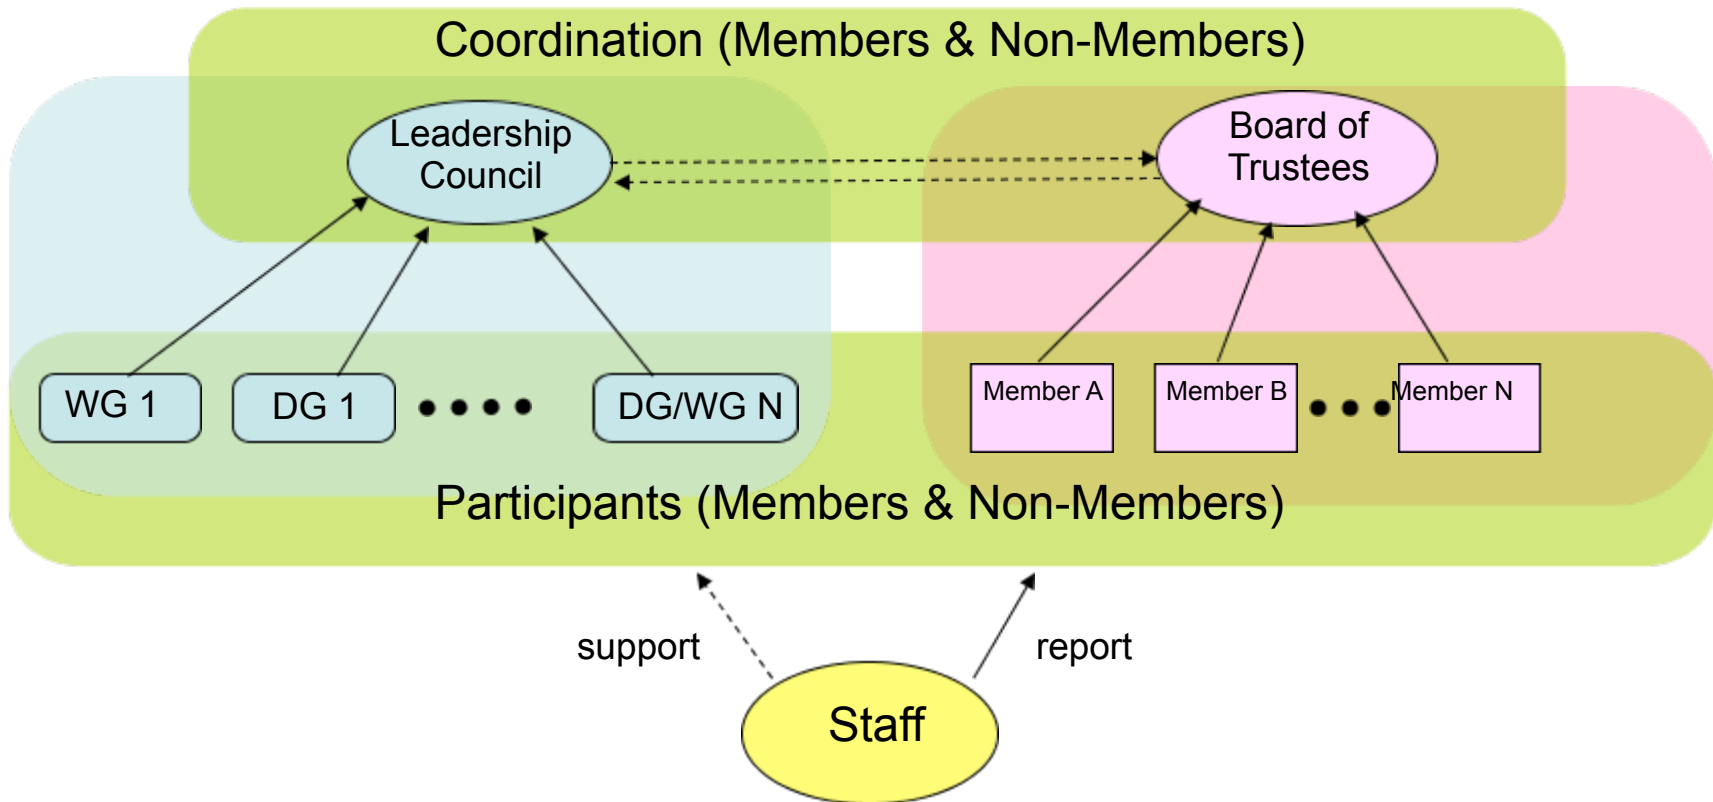 Coordination (Members & Non-Members)
Leadership
Council
Board of
Trustees
WG 1
DG 1
DG/WG N
Member A
Member B
Member N
Participants (Members & Non-Members)
support
report
Staff